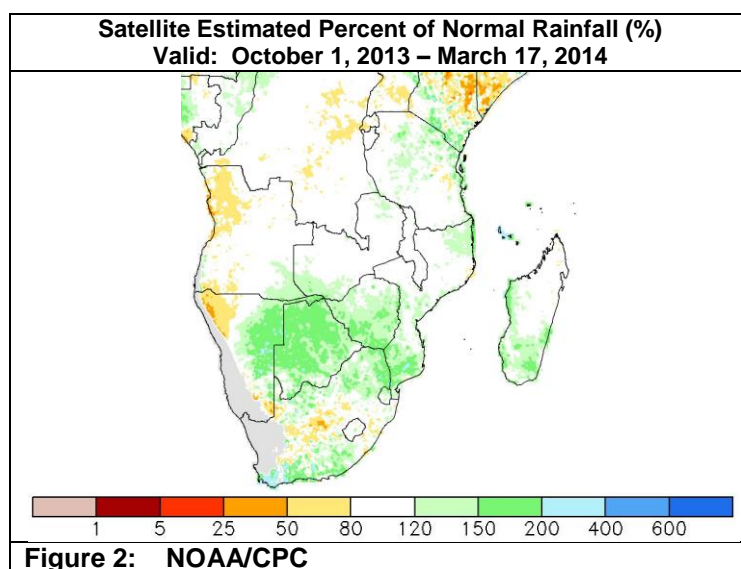 Satellite Estimated Percent of Normal Rainfall (%)
Valid: October 1, 2013 – March 17, 2014
1 5 25 50 80 120 150 200 400 600
Figure 2: NOAA/CPC